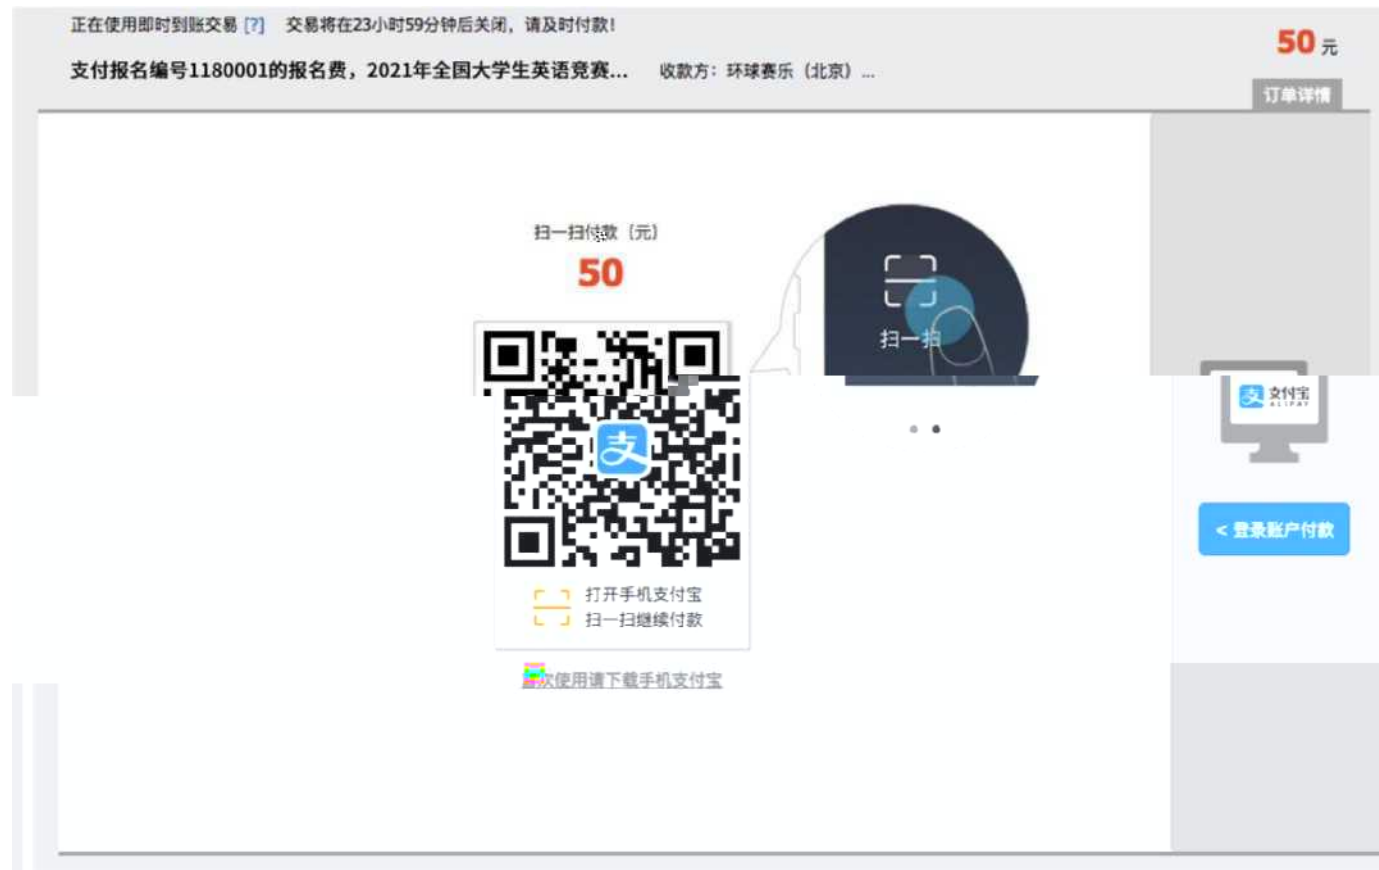 正在使用即时到账交易 [?] 交易将在23小时59分钟后关闭，请及时付款！
50 元
支付报名编号1180001的报名费，2021年全国大学生英语竞赛... 收款方：环球赛乐（北京）...
订单详情
扫一扫付款（元）
50
扫一扫
支
支付宝
ALIPAY
< 登录账户付款
打开手机支付宝
扫一扫继续付款
次使用请下载手机支付宝